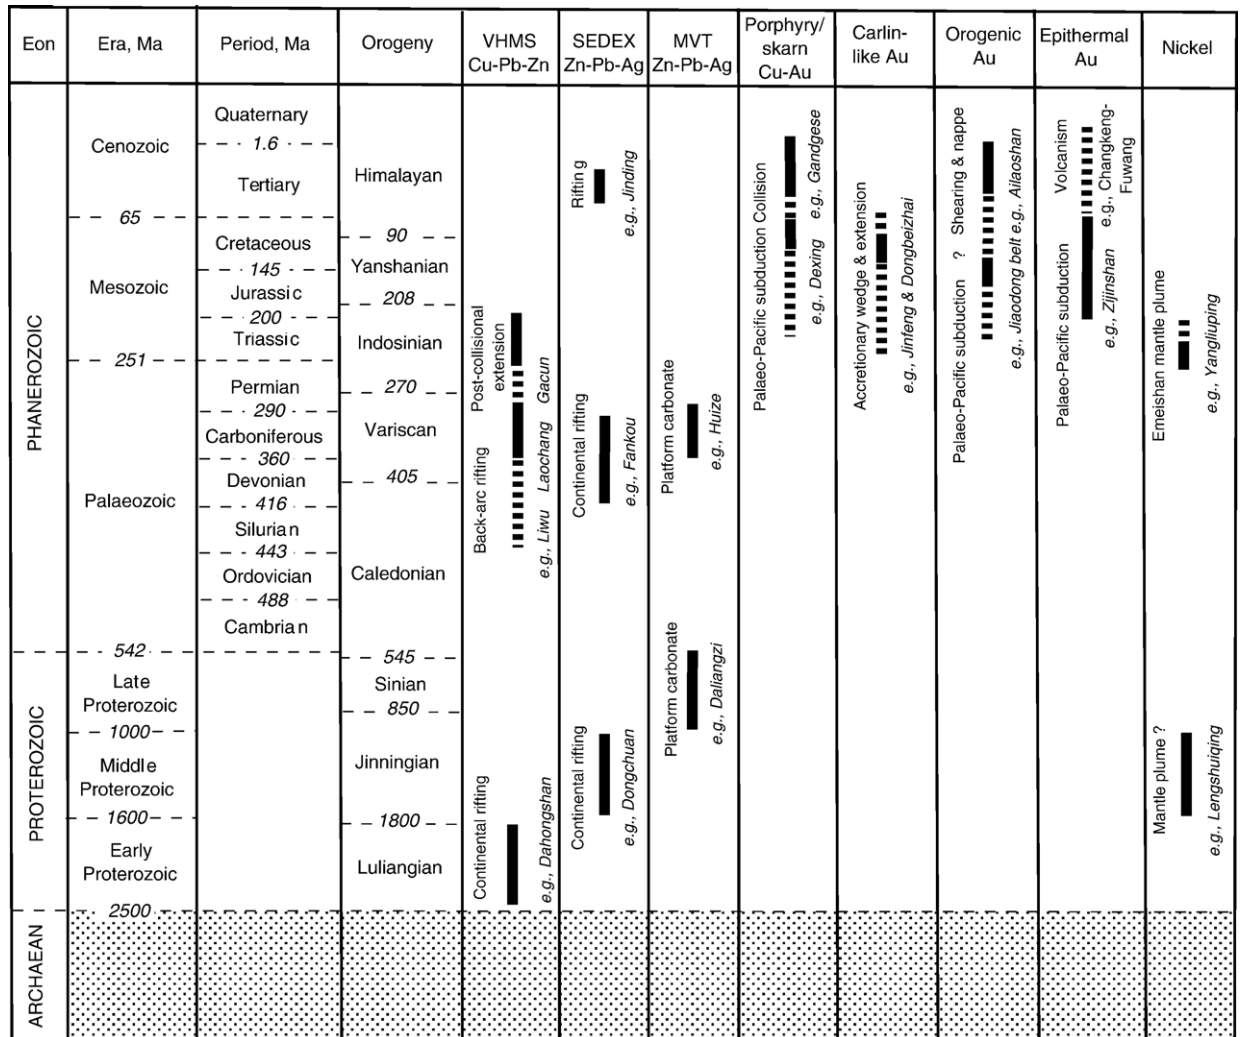 Eon
Era, Ma
Period, Ma
Orogeny
VHMS
Cu-Pb-Zn
SEDEX
Zn-Pb-Ag
MVT
Zn-Pb-Ag
Porphyry/
skarn
Cu-Au
Carlin-
like Au
Orogenic
Au
Epithermal
Au
Nickel
PHANEROZOIC
PROTEROZOIC
ARCHAEAN
Cenozoic
65
Mesozoic
251
Palaeozoic
542
Late
Proterozoic
1000
Middle
Proterozoic
1600
Early
Proterozoic
2500
Quaternary
1.6
Tertiary
Cretaceous
145
Jurassic
200
Triassic
Permian
290
Carboniferous
360
Devonian
416
Silurian
443
Ordovician
488
Cambrian
Himalayan
90
Yanshanian
208
Indosinian
270
Variscan
405
Caledonian
545
Sinian
850
Jinningian
1800
Luliangian
Post-collisional
extension
Back-arc rifting
e.g., Liwu Laochang Gacun
Continental rifting
e.g., Dahongshan
Rifting
e.g., Jinding
Continental rifting
e.g., Fankou
Continental rifting
e.g., Dongchuan
Platform carbonate
e.g., Huize
Platform carbonate
e.g., Daliangzi
Palaeo-Pacific subduction Collision
e.g., Dexing e.g., Gandgese
Accretionary wedge & extension
e.g., Jinfeng & Dongbeizhai
Palaeo-Pacific subduction ? Shearing & nappe
e.g., Jiaodong belt e.g., Ailaoshan
Palaeo-Pacific subduction Volcanism
e.g., Zijinshan e.g., Changkeng-
Fuwang
Emeishan mantle plume
e.g., Yangliuping
Mantle plume ?
e.g., Lengshuiqing